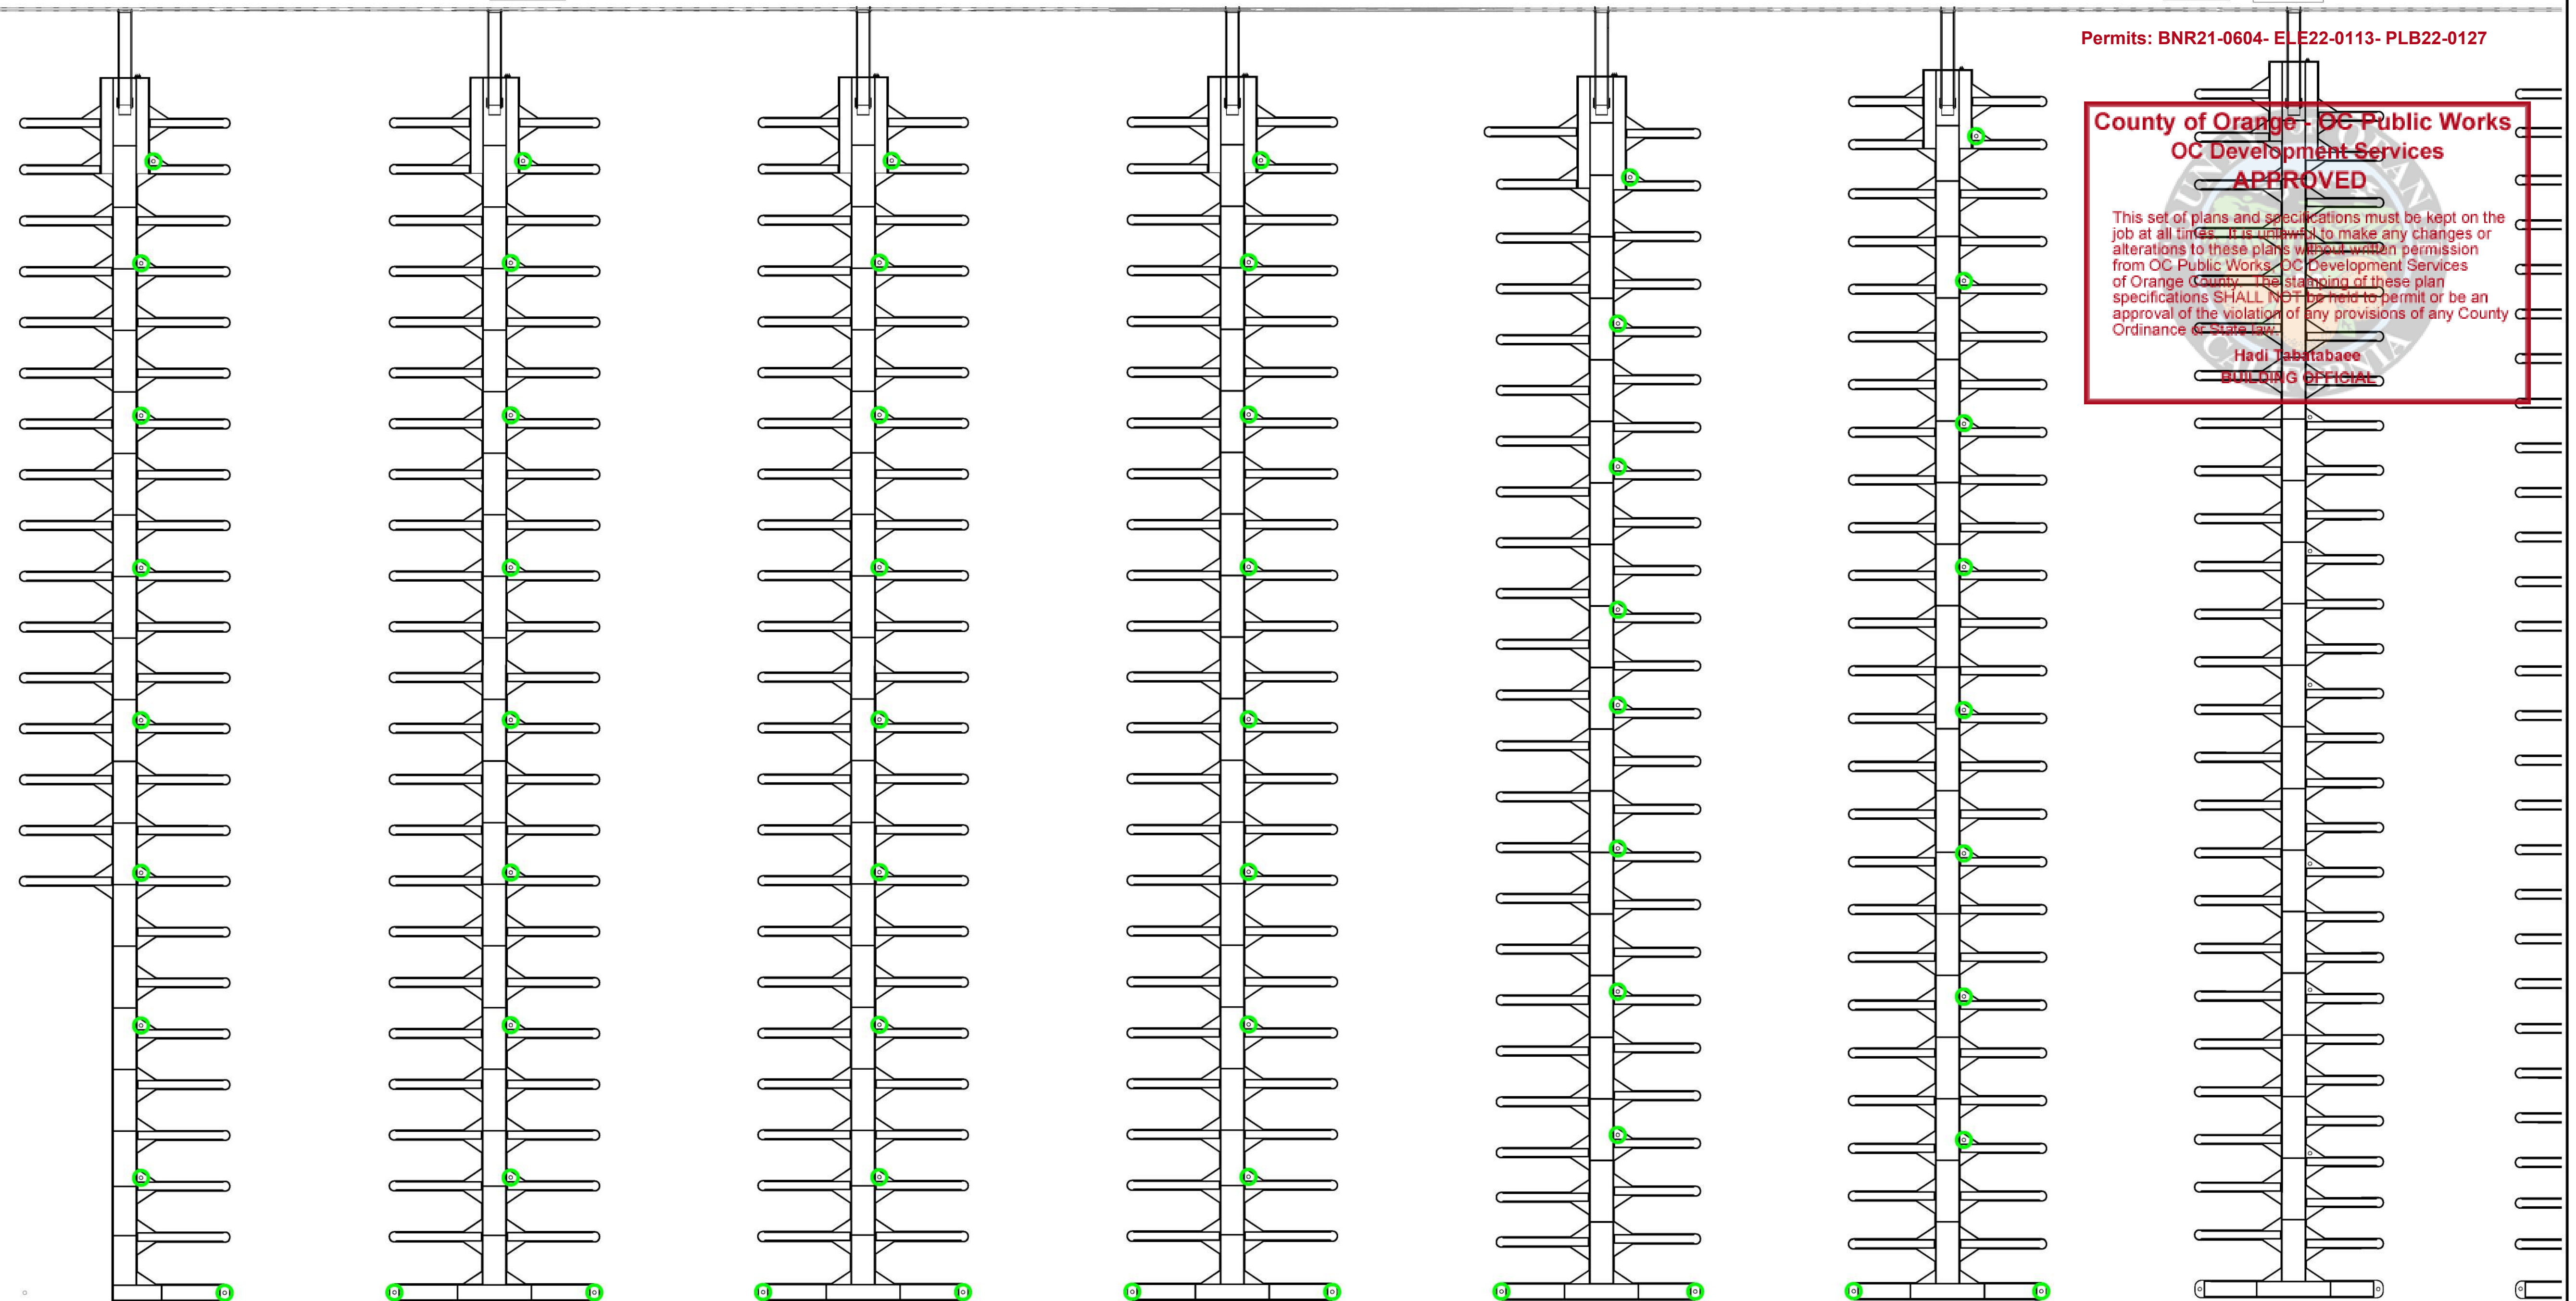 Permits: BNR21-0604- ELE22-0113- PLB22-0127
County of Orange - OC Public Works
OC Development Services
APPROVED
This set of plans and specifications must be kept on the
job at all times. It is unlawful to make any changes or
alterations to these plans without written permission
from OC Public Works, OC Development Services
of Orange County. The stamping of these plan
specifications SHALL NOT be held to permit or be an
approval of the violation of any provisions of any County
Ordinance or State law.
Hadi Tabatabaee
BUILDING OFFICIAL